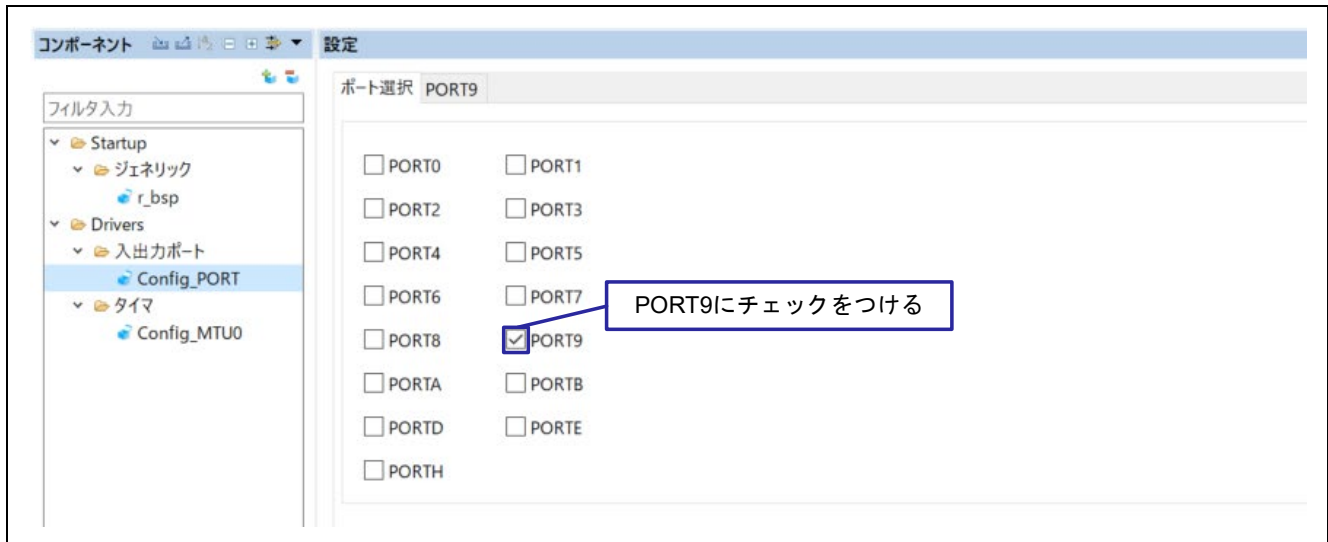 コンポーネント
フィルタ入力
Startup
ジェネリック
r_bsp
Drivers
入出力ポート
Config_PORT
タイマ
Config_MTU0
設定
ポート選択 PORT9
PORT0 PORT1
PORT2 PORT3
PORT4 PORT5
PORT6 PORT7
PORT9にチェックをつける
PORT8 PORT9
PORTA PORTB
PORTD PORTE
PORTH